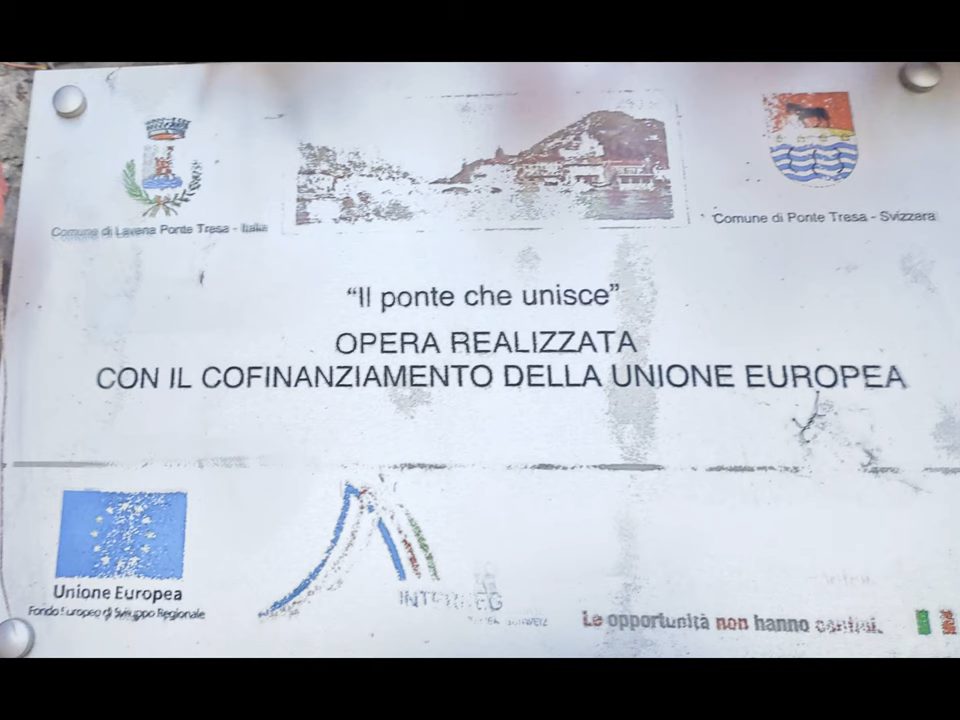 Comune di Lavena Ponte Tresa - Italia
Comune di Ponte Tresa - Svizzera
"Il ponte che unisce"
OPERA REALIZZATA
CON IL COFINANZIAMENTO DELLA UNIONE EUROPEA
Unione Europea
Fondo Europeo di Sviluppo Regionale
INTERREG
Le opportunità non hanno confini.